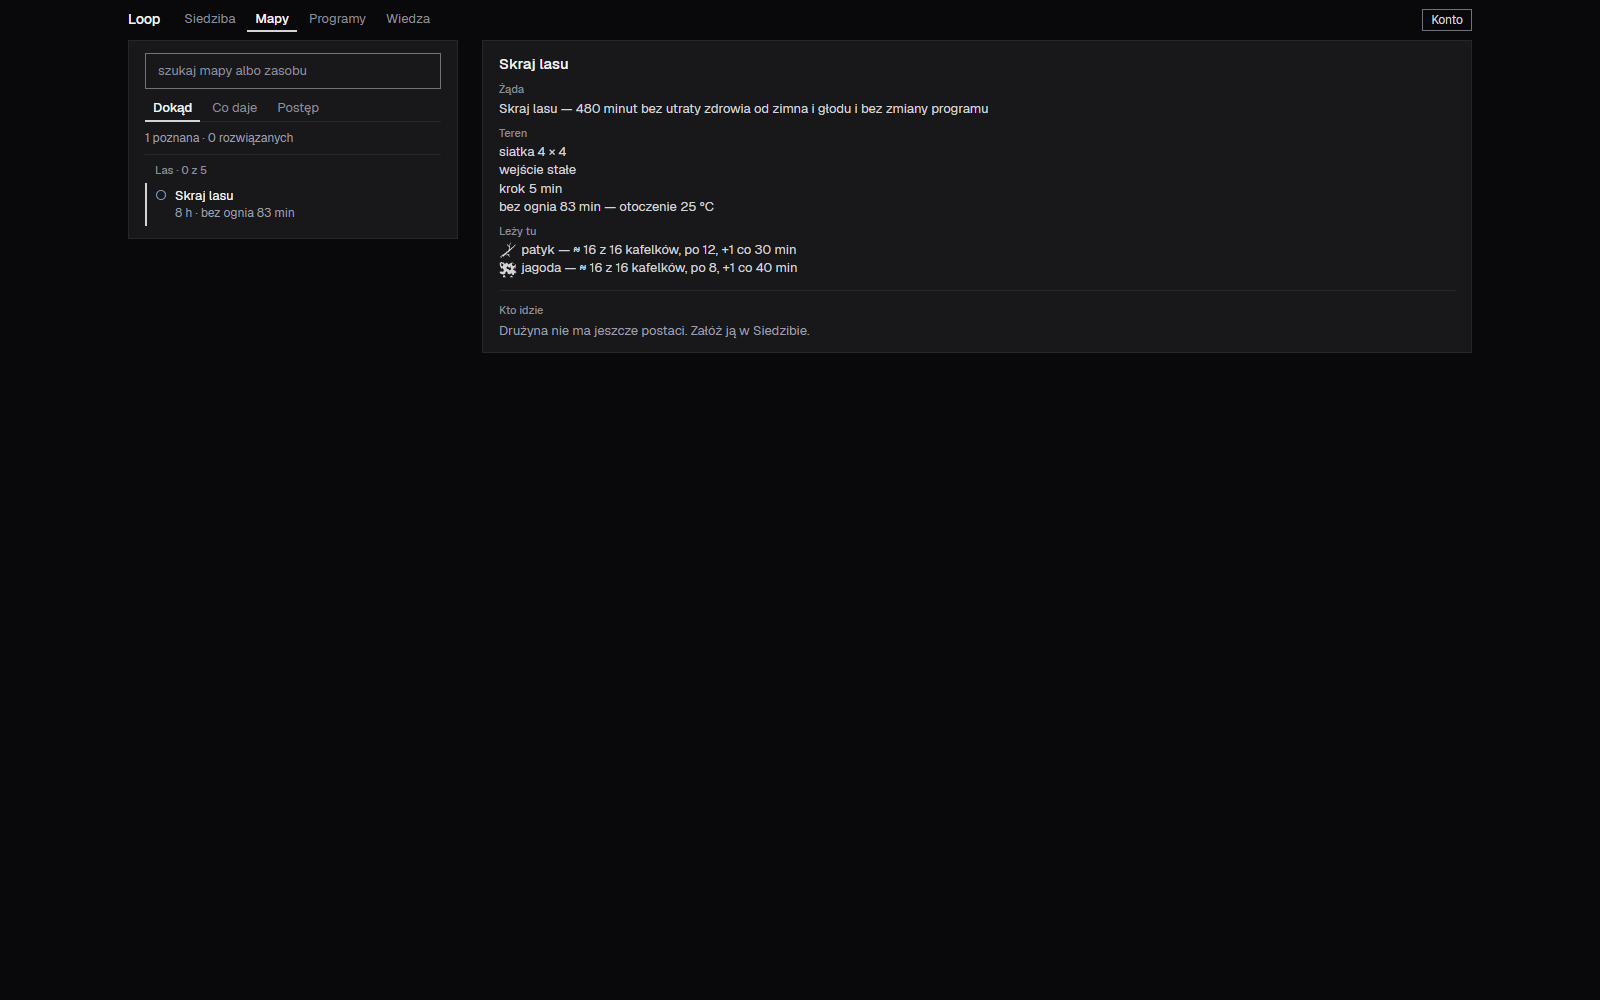 Loop
Siedziba
Mapy
Programy
Wiedza
Konto
szukaj mapy albo zasobu
Dokąd
Co daje
Postęp
1 poznana · 0 rozwiązanych
Las · 0 z 5
Skraj lasu
8 h · bez ognia 83 min
Skraj lasu
Żąda
Skraj lasu — 480 minut bez utraty zdrowia od zimna i głodu i bez zmiany programu
Teren
siatka 4 × 4
wejście stałe
krok 5 min
bez ognia 83 min — otoczenie 25 °C
Leży tu
patyk — ≈ 16 z 16 kafelków, po 12, +1 co 30 min
jagoda — ≈ 16 z 16 kafelków, po 8, +1 co 40 min
Kto idzie
Drużyna nie ma jeszcze postaci. Załóż ją w Siedzibie.